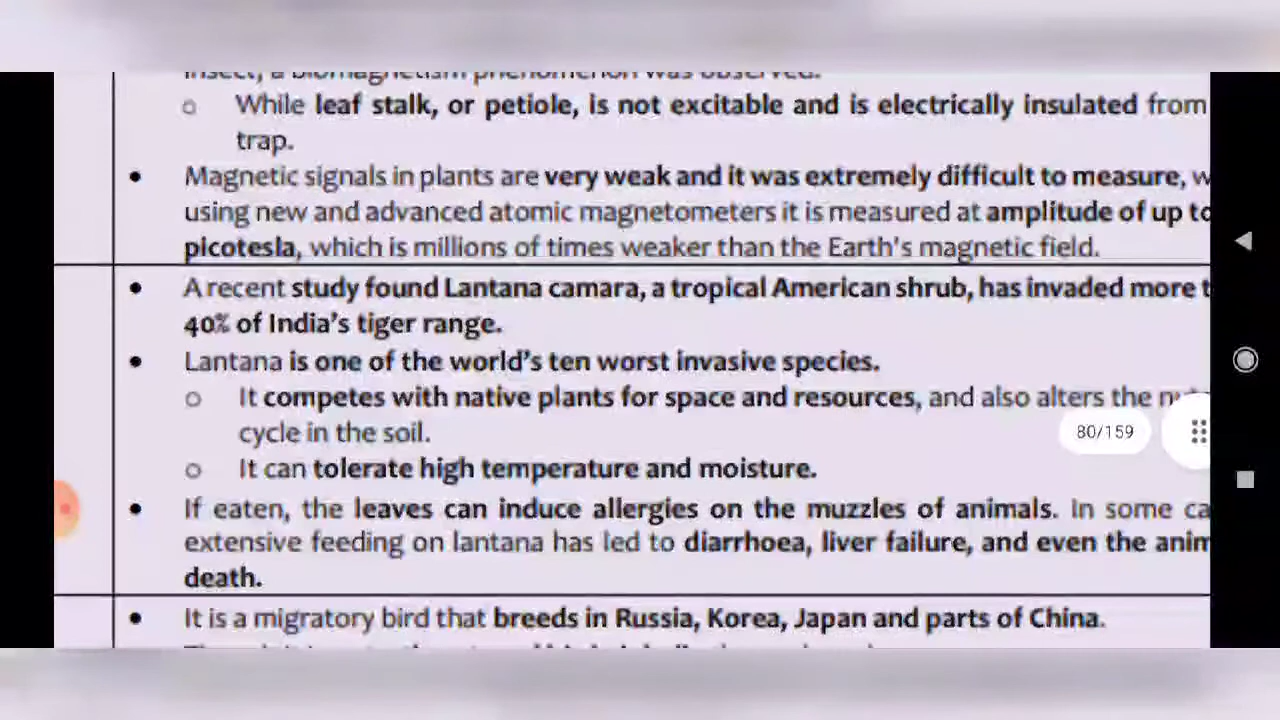 insect, a biomagnetism phenomenon was observed.
o While leaf stalk, or petiole, is not excitable and is electrically insulated from
trap.
• Magnetic signals in plants are very weak and it was extremely difficult to measure, w
using new and advanced atomic magnetometers it is measured at amplitude of up to
picotesla, which is millions of times weaker than the Earth's magnetic field.
• A recent study found Lantana camara, a tropical American shrub, has invaded more t
40% of India's tiger range.
• Lantana is one of the world's ten worst invasive species.
o It competes with native plants for space and resources, and also alters the
cycle in the soil.
80/159
o It can tolerate high temperature and moisture.
• If eaten, the leaves can induce allergies on the muzzles of animals. In some ca
extensive feeding on lantana has led to diarrhoea, liver failure, and even the anim
death.
• It is a migratory bird that breeds in Russia, Korea, Japan and parts of China.